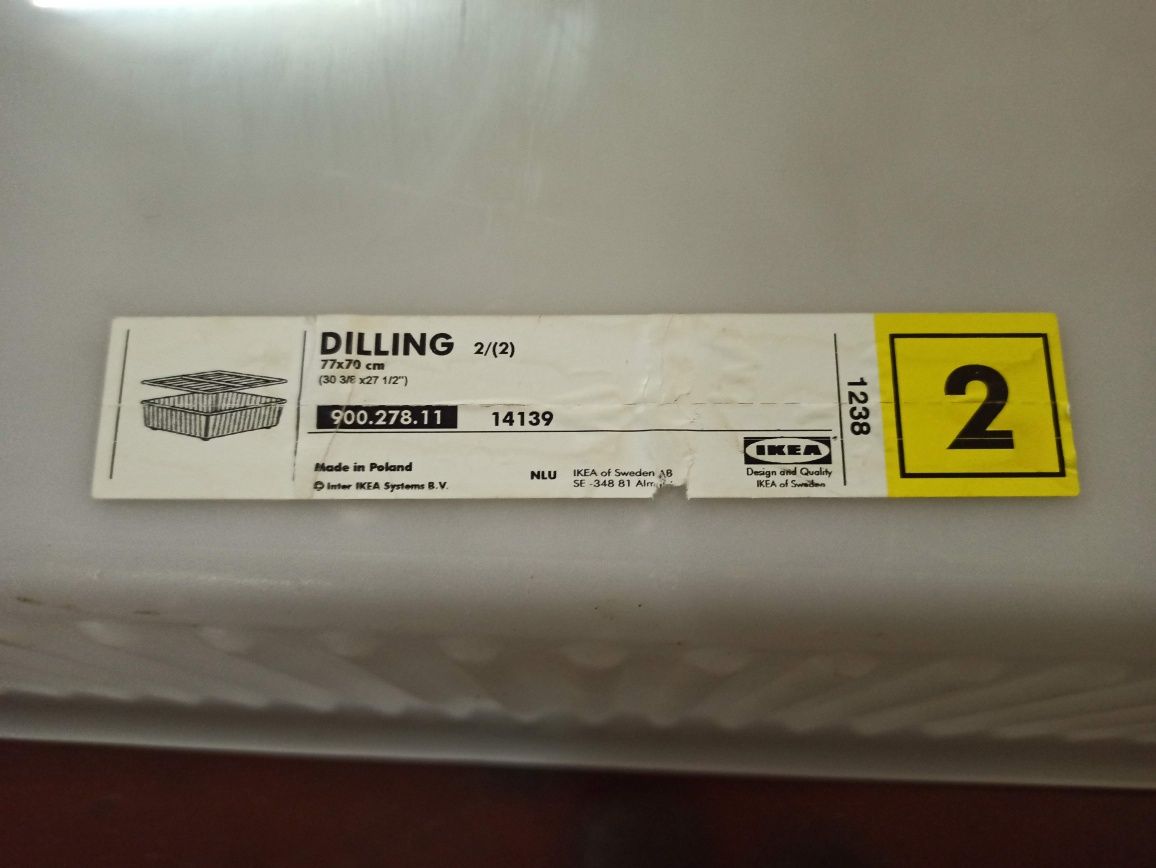 DILLING 2/(2)
77x70 cm
(30 3/8 x27 1/2")
900.278.11 14139
Made in Poland
© Inter IKEA Systems B.V.
NLU
IKEA of Sweden AB
SE -348 81
IKEA
Design and Quality
IKEA of Sweden
1238
2